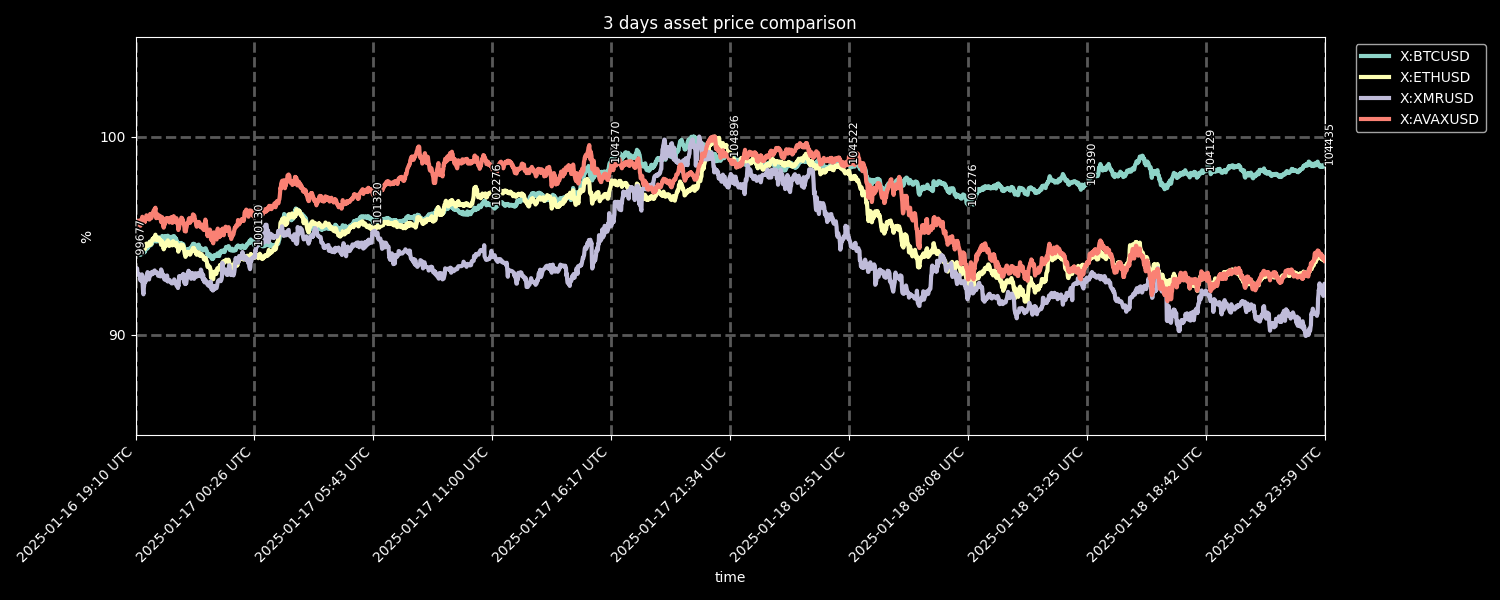 3 days asset price comparison
X:BTCUSD
X:ETHUSD
X:XMRUSD
X:AVAXUSD
100
90
%
99677
100130
101320
102276
104570
104896
104522
102276
103390
104129
104435
2025-01-16 19:10 UTC
2025-01-17 00:26 UTC
2025-01-17 05:43 UTC
2025-01-17 11:00 UTC
2025-01-17 16:17 UTC
2025-01-17 21:34 UTC
2025-01-18 02:51 UTC
2025-01-18 08:08 UTC
2025-01-18 13:25 UTC
2025-01-18 18:42 UTC
2025-01-18 23:59 UTC
time